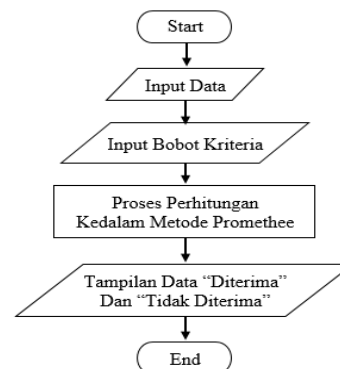 Start
Input Data
Input Bobot Kriteria
Proses Perhitungan
Kedalam Metode Promethee
Tampilan Data “Diterima”
Dan “Tidak Diterima”
End